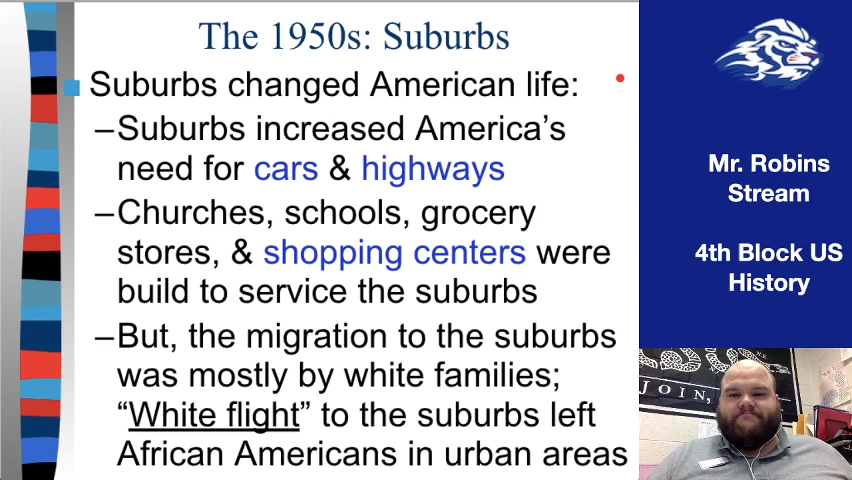 The 1950s: Suburbs
Suburbs changed American life:
–Suburbs increased America’s
need for cars & highways
–Churches, schools, grocery
stores, & shopping centers were
build to service the suburbs
–But, the migration to the suburbs
was mostly by white families;
“White flight” to the suburbs left
African Americans in urban areas
Mr. Robins
Stream
4th Block US
History
JOIN,